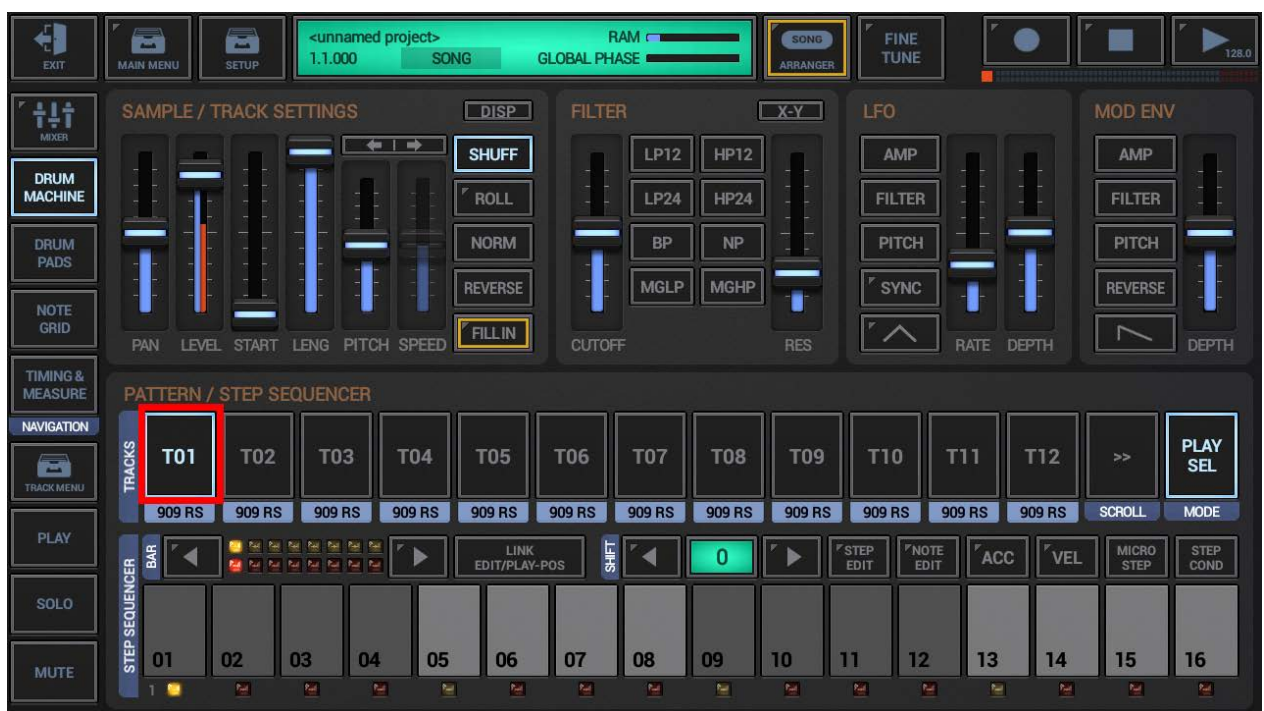 EXIT
MAIN MENU
SETUP
<unnamed project>
RAM
1.1.000
SONG
GLOBAL PHASE
SONG
ARRANGER
FINE
TUNE
128.0
MIXER
DRUM
MACHINE
DRUM
PADS
NOTE
GRID
TIMING &
MEASURE
NAVIGATION
TRACK MENU
PLAY
SOLO
MUTE
SAMPLE / TRACK SETTINGS
DISP
SHUFF
ROLL
NORM
REVERSE
FILL IN
PAN LEVEL START LENG PITCH SPEED
FILTER
X-Y
LP12 HP12
LP24 HP24
BP NP
MGLP MGHP
CUTOFF RES
LFO
AMP
FILTER
PITCH
SYNC
RATE DEPTH
MOD ENV
AMP
FILTER
PITCH
REVERSE
DEPTH
PATTERN / STEP SEQUENCER
TRACKS
T01 T02 T03 T04 T05 T06 T07 T08 T09 T10 T11 T12 >>
PLAY
SEL
909 RS 909 RS 909 RS 909 RS 909 RS 909 RS 909 RS 909 RS 909 RS 909 RS 909 RS 909 RS SCROLL MODE
STEP SEQUENCER
BAR
LINK
EDIT/PLAY-POS
SHIFT
0
STEP
EDIT
NOTE
EDIT
ACC
VEL
MICRO
STEP
STEP
COND
01 02 03 04 05 06 07 08 09 10 11 12 13 14 15 16
1